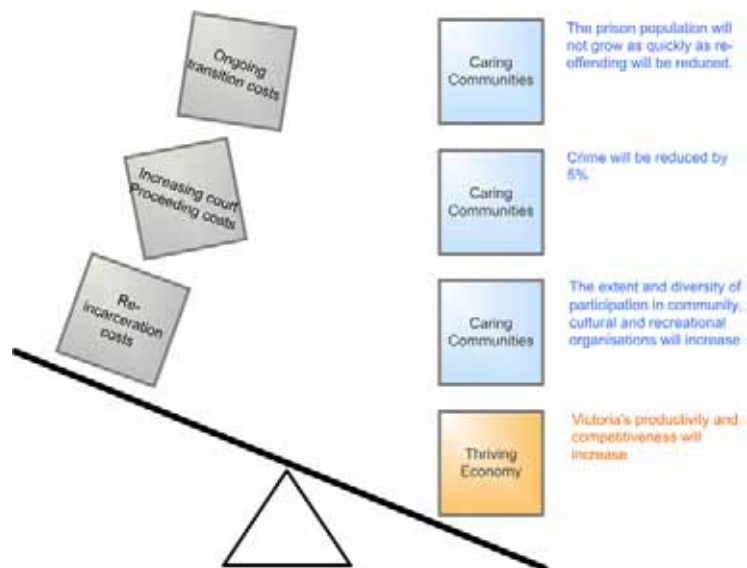 Ongoing
transition costs
Increasing court
Proceeding costs
Re-
incarceration
costs
Caring
Communities
The prison population will
not grow as quickly as re-
offending will be reduced.
Caring
Communities
Crime will be reduced by
5%
Caring
Communities
The extent and diversity of
participation in community,
cultural and recreational
organisations will increase
Thriving
Economy
Victoria's productivity and
competitiveness will
increase